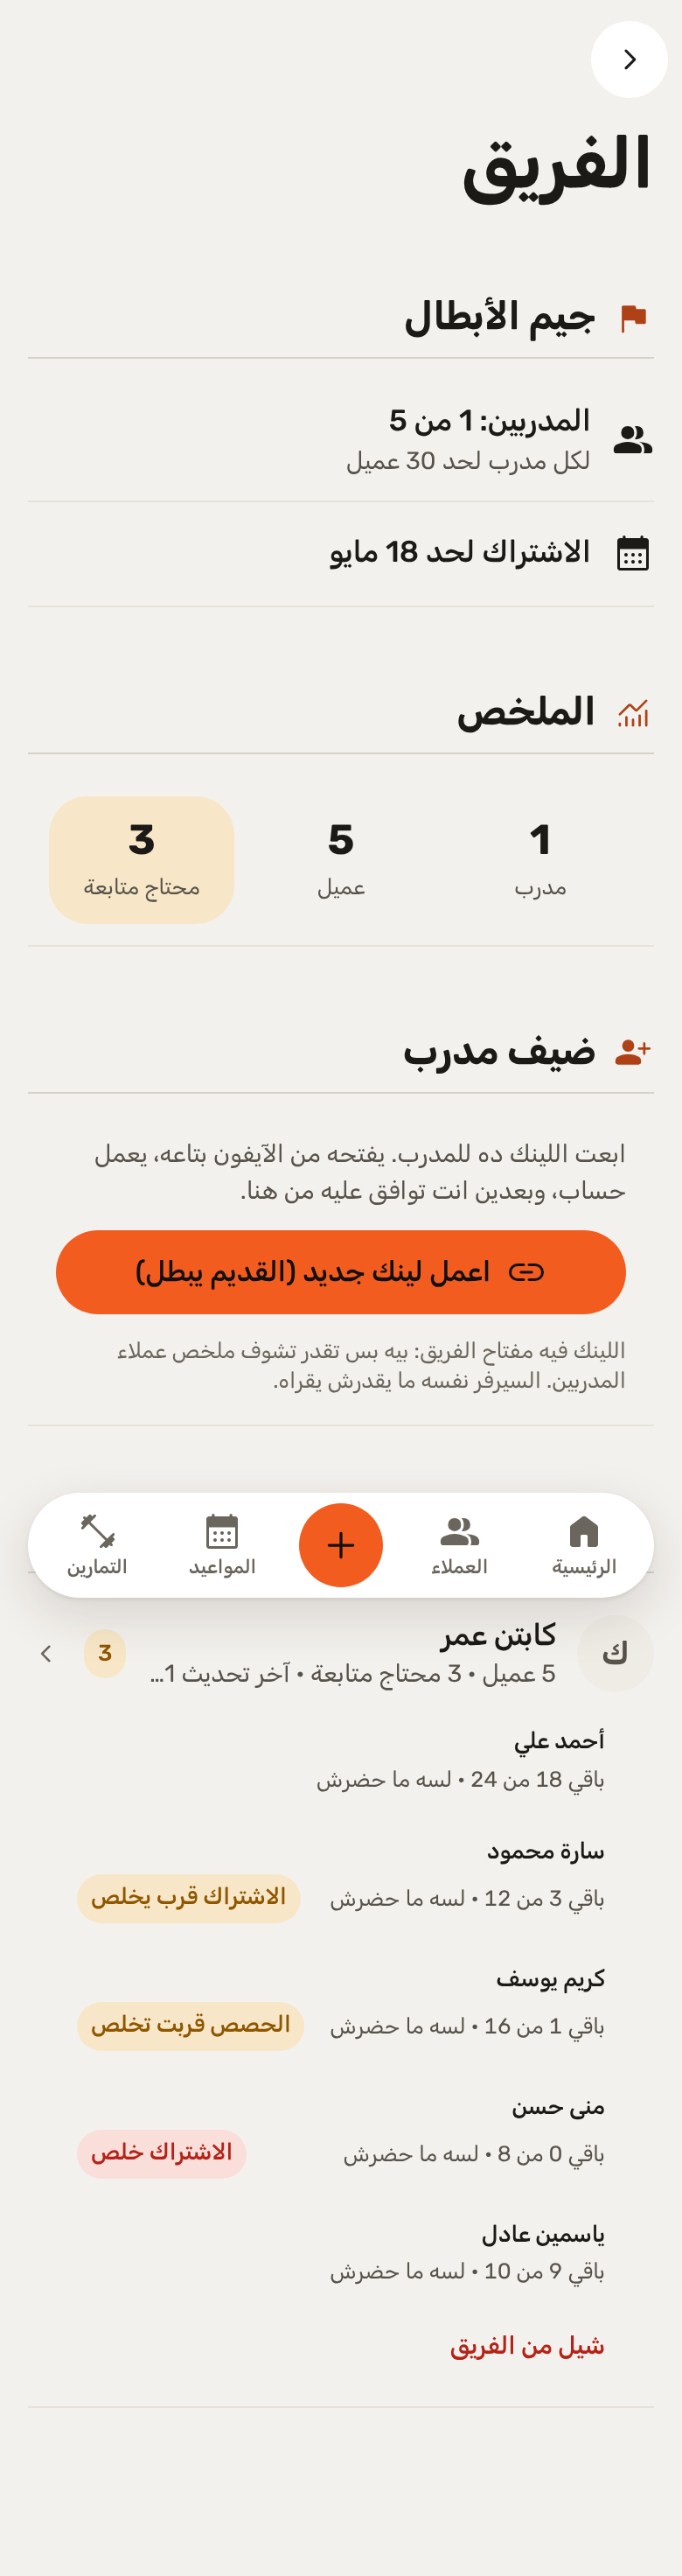 الفريق
جيم الأبطال
المدربين: 1 من 5
لكل مدرب لحد 30 عميل
الاشتراك لحد 18 مايو
الملخص
1
مدرب
5
عميل
3
محتاج متابعة
ضيف مدرب
ابعت اللينك ده للمدرب. يفتحه من الآيفون بتاعه، يعمل
حساب، وبعدين انت توافق عليه من هنا.
اعمل لينك جديد (القديم يبطل)
اللينك فيه مفتاح الفريق: بيه بس تقدر تشوف ملخص عملاء
المدربين. السيرفر نفسه ما يقدرش يقراه.
الرئيسية
العملاء
المواعيد
التمارين
ك
كابتن عمر
5 عميل • 3 محتاج متابعة • آخر تحديث 1...
3
أحمد علي
باقي 18 من 24 • لسه ما حضرش
سارة محمود
باقي 3 من 12 • لسه ما حضرش
الاشتراك قرب يخلص
كريم يوسف
باقي 1 من 16 • لسه ما حضرش
الحصص قربت تخلص
منى حسن
باقي 0 من 8 • لسه ما حضرش
الاشتراك خلص
ياسمين عادل
باقي 9 من 10 • لسه ما حضرش
شيل من الفريق